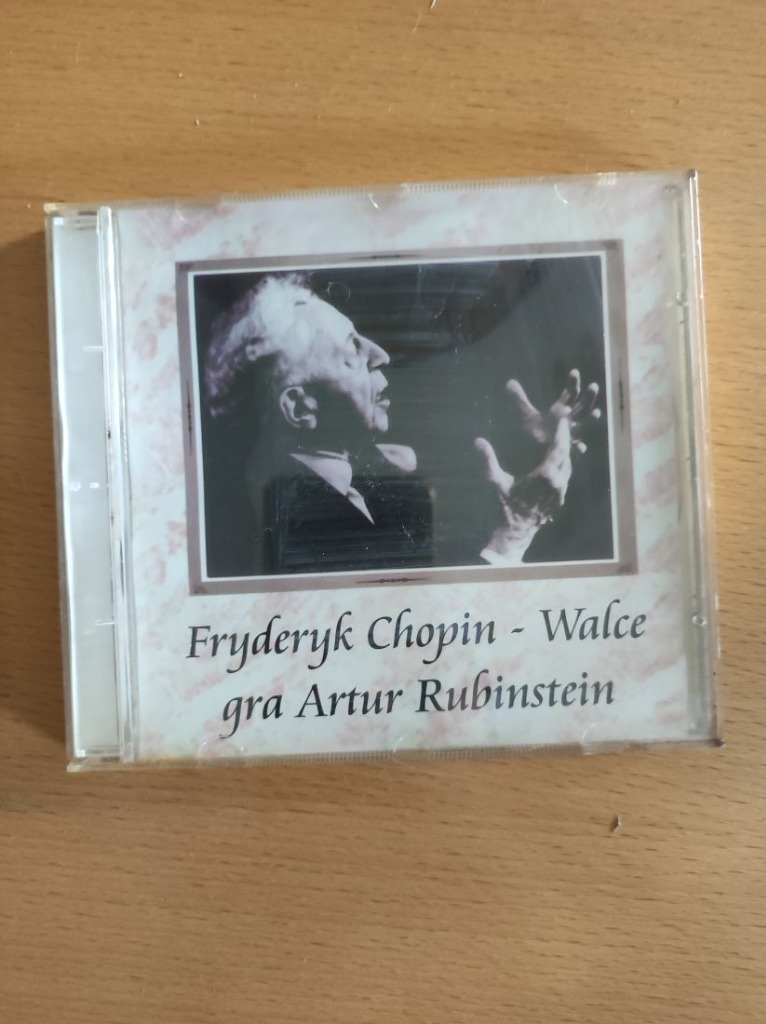 Fryderyk Chopin - Walce
gra Artur Rubinstein